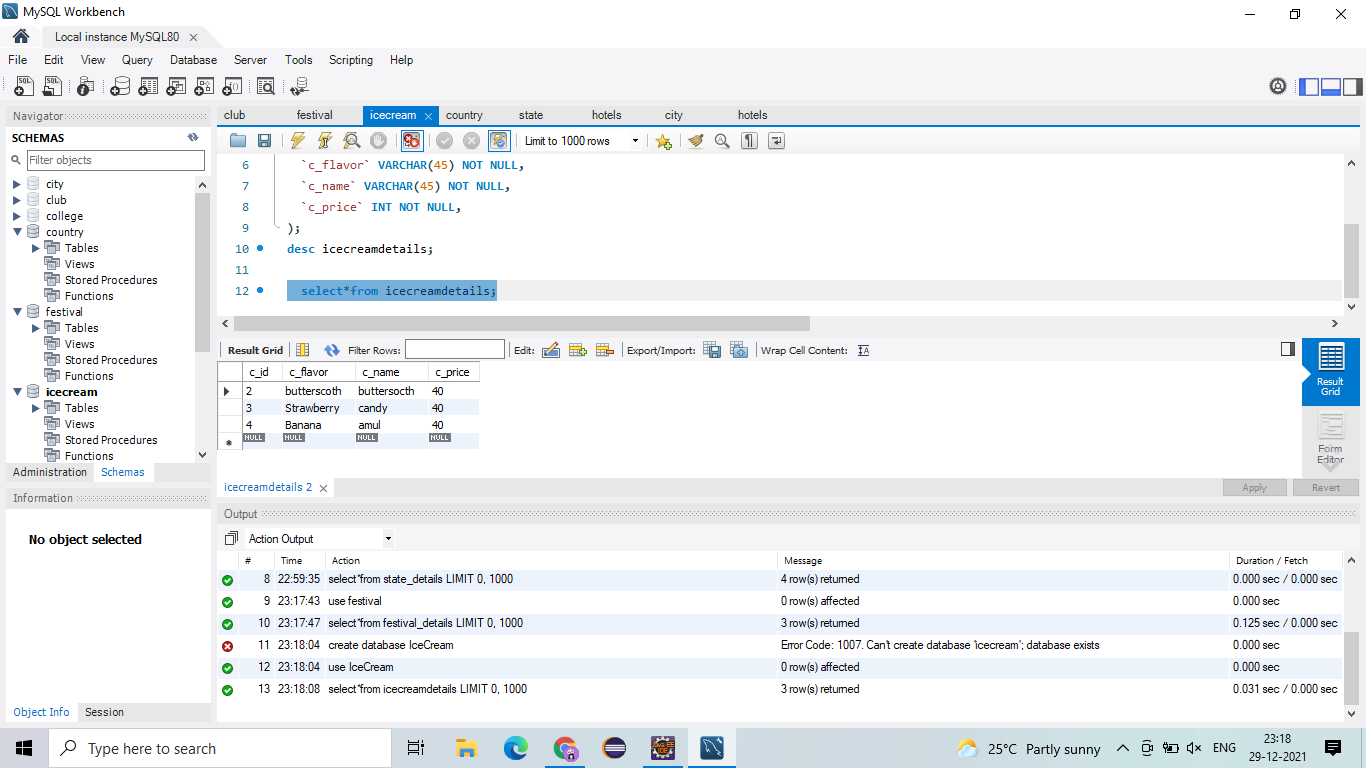 MySQL Workbench
Local instance MySQL80
File Edit View Query Database Server Tools Scripting Help
Navigator
SCHEMAS
Filter objects
city
club
college
country
Tables
Views
Stored Procedures
Functions
festival
Tables
Views
Stored Procedures
Functions
icecream
Tables
Views
Stored Procedures
Functions
Administration Schemas
Information
No object selected
Object Info Session
club festival icecream country state hotels city hotels
Limit to 1000 rows
6 `c_flavor` VARCHAR(45) NOT NULL,
7 `c_name` VARCHAR(45) NOT NULL,
8 `c_price` INT NOT NULL,
9 );
10 desc icecreamdetails;
11
12 select*from icecreamdetails;
Result Grid Filter Rows: Edit: Export/Import: Wrap Cell Content:
c_id c_flavor c_name c_price
2 butterscoth buttersocth 40
3 Strawberry candy 40
4 Banana amul 40
NULL NULL NULL NULL
Result
Grid
Form
Editor
icecreamdetails 2 Apply Revert
Output
Action Output
# Time Action Message Duration / Fetch
8 22:59:35 select*from state_details LIMIT 0, 1000 4 row(s) returned 0.000 sec / 0.000 sec
9 23:17:43 use festival 0 row(s) affected 0.000 sec
10 23:17:47 select*from festival_details LIMIT 0, 1000 3 row(s) returned 0.125 sec / 0.000 sec
11 23:18:04 create database IceCream Error Code: 1007. Can't create database 'icecream'; database exists 0.000 sec
12 23:18:04 use IceCream 0 row(s) affected 0.000 sec
13 23:18:08 select*from icecreamdetails LIMIT 0, 1000 3 row(s) returned 0.031 sec / 0.000 sec
Type here to search
25°C Partly sunny
ENG
23:18
29-12-2021